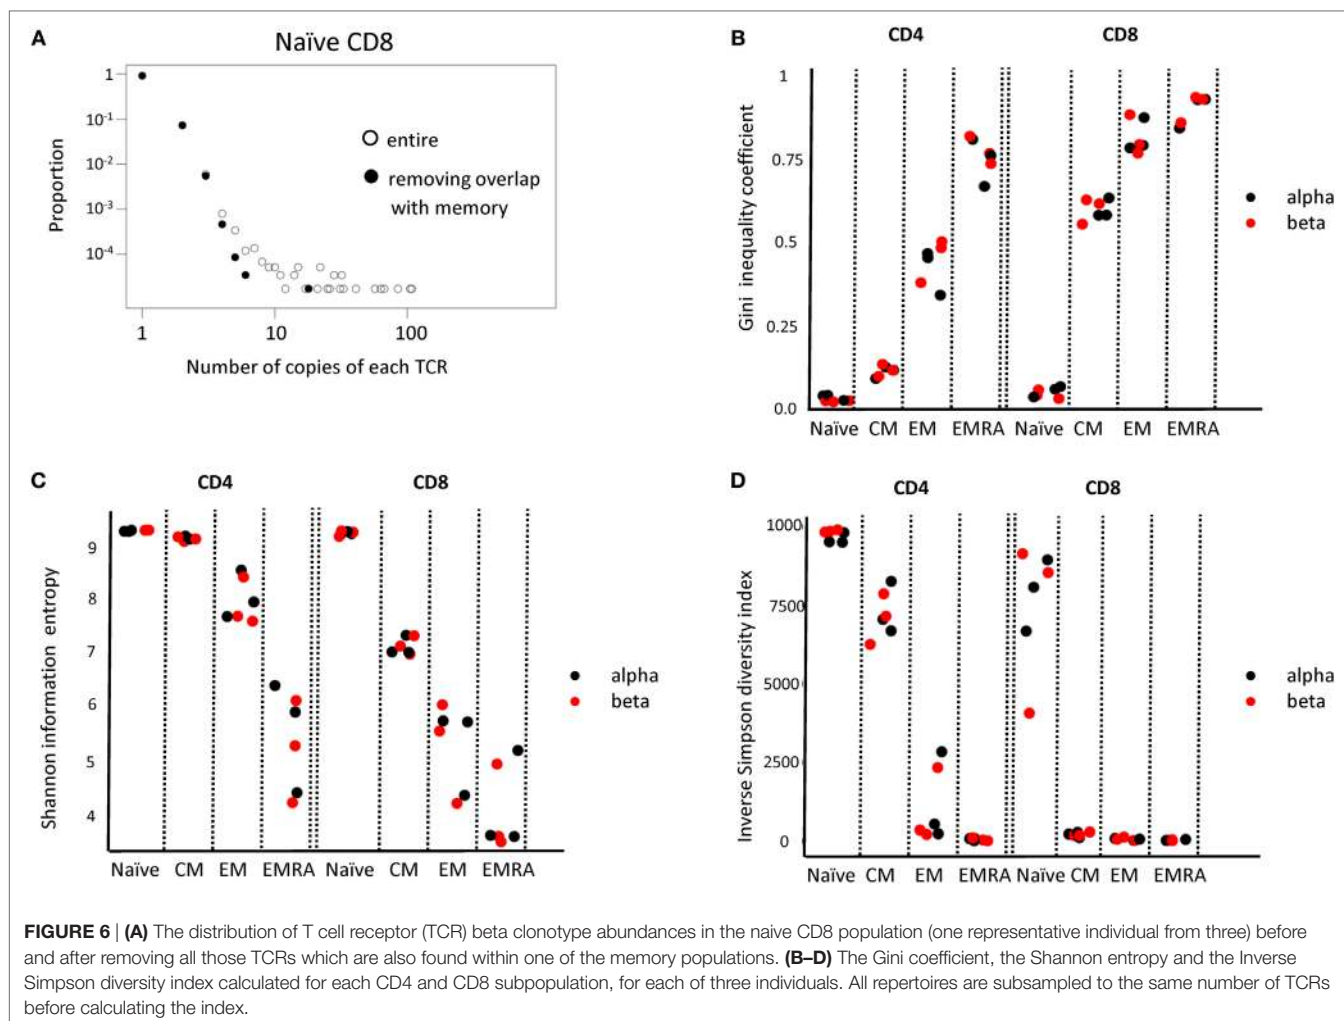 A
Naïve CD8
Proportion
1
10-1
10-2
10-3
10-4
entire
removing overlap
with memory
1
10
100
Number of copies of each TCR
B
CD4
CD8
Gini inequality coefficient
1
0.75
0.5
0.25
0.0
Naïve CM EM EMRA Naïve CM EM EMRA
alpha
beta
C
CD4
CD8
Shannon information entropy
9
8
7
6
5
4
Naïve CM EM EMRA Naïve CM EM EMRA
alpha
beta
D
CD4
CD8
Inverse Simpson diversity index
1000
7500
5000
2500
0
Naïve CM EM EMRA Naïve CM EM EMRA
alpha
beta
FIGURE 6 | (A) The distribution of T cell receptor (TCR) beta clonotype abundances in the naive CD8 population (one representative individual from three) before
and after removing all those TCRs which are also found within one of the memory populations. (B–D) The Gini coefficient, the Shannon entropy and the Inverse
Simpson diversity index calculated for each CD4 and CD8 subpopulation, for each of three individuals. All repertoires are subsampled to the same number of TCRs
before calculating the index.